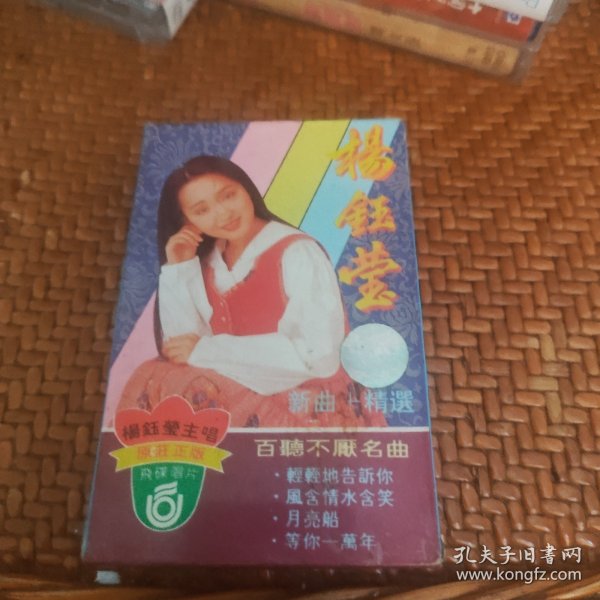 楊鈺瑩
新曲+精選
楊鈺瑩主唱
原莊正版
飛碟唱片
百聽不厭名曲
·輕輕地告訴你
·風含情水含笑
·月亮船
·等你一萬年
孔夫子旧书网
www.kongfz.com